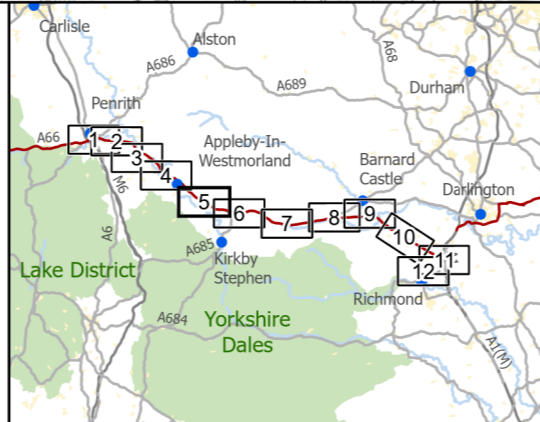 Carlisle
Alston
A68
A686
A689
Durham
Penrith
A66
1
2
3
4
Appleby-In-
Westmorland
Barnard
Castle
Darlington
M6
5
6
7
8
9
10
11
12
A6
A685
Kirkby
Stephen
Lake District
Richmond
A684
Yorkshire
Dales
A1(M)